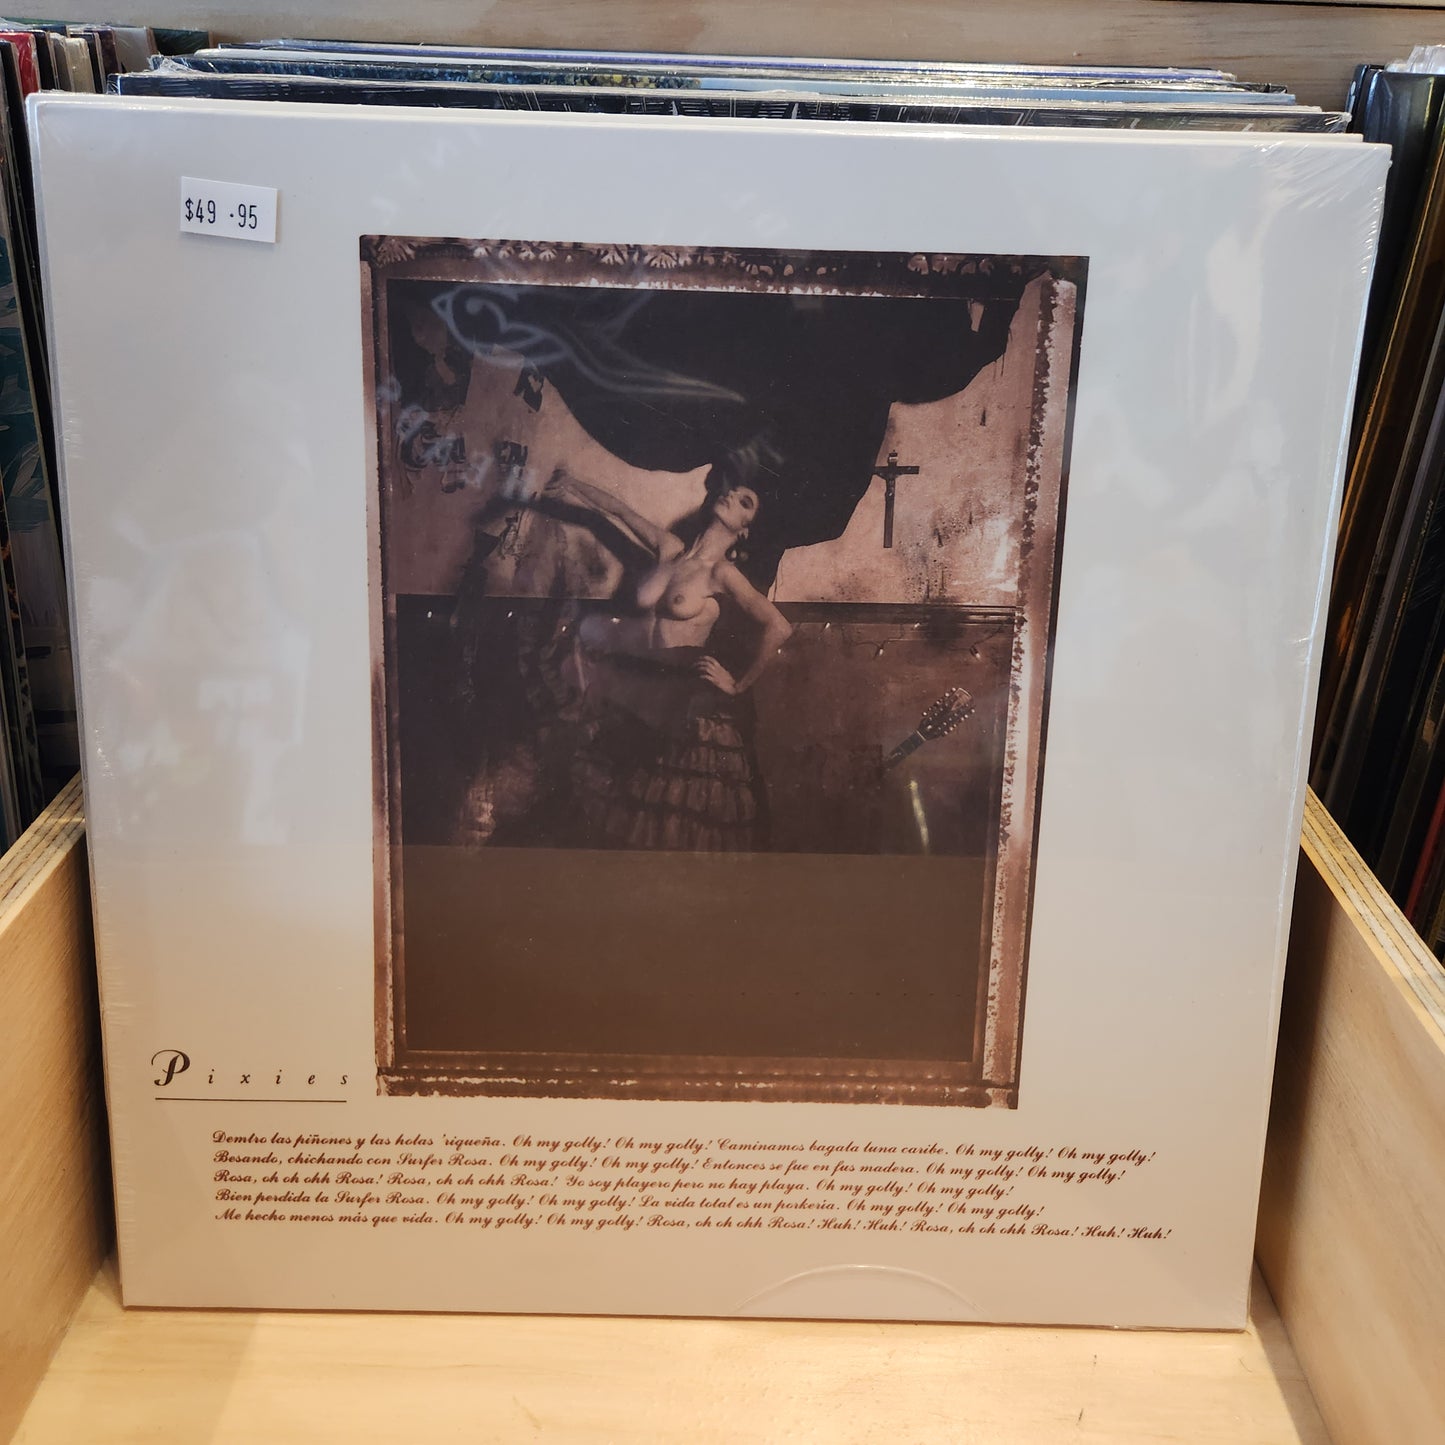 $49.95
Pixies
Demtro las piñones y las holas 'riqueña. Oh my golly! Oh my golly! Caminamos bagala luna caribe. Oh my golly! Oh my golly!
Besando, chichando con Surfer Rosa. Oh my golly! Oh my golly! Entonces se fue en fus madera. Oh my golly! Oh my golly!
Rosa, oh oh ohh Rosa! Rosa, oh oh ohh Rosa! Yo soy playero pero no hay playa. Oh my golly! Oh my golly!
Bien perdida la Surfer Rosa. Oh my golly! Oh my golly! La vida total es un porkeria. Oh my golly! Oh my golly!
Me hecho menos más que vida. Oh my golly! Oh my golly! Rosa, oh oh ohh Rosa! Huh! Huh! Rosa, oh oh ohh Rosa! Huh! Huh!